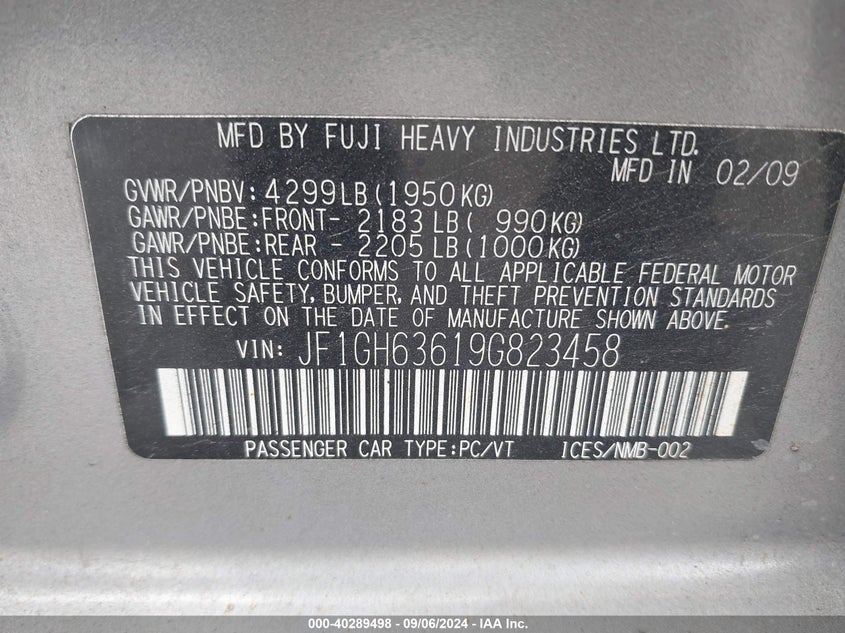 MFD BY FUJI HEAVY INDUSTRIES LTD.
MFD IN 02/09
GVWR/PNBV: 4299LB(1950KG)
GAWR/PNBE:FRONT- 2183LB( 990KG)
GAWR/PNBE:REAR - 2205LB(1000KG)
THIS VEHICLE CONFORMS TO ALL APPLICABLE FEDERAL MOTOR
VEHICLE SAFETY, BUMPER, AND THEFT PREVENTION STANDARDS
IN EFFECT ON THE DATE OF MANUFACTURE SHOWN ABOVE.
VIN: JF1GH63619G823458
PASSENGER CAR TYPE:PC/VT ICES/NMB-002
000-40289498 - 09/06/2024 - IAA Inc.